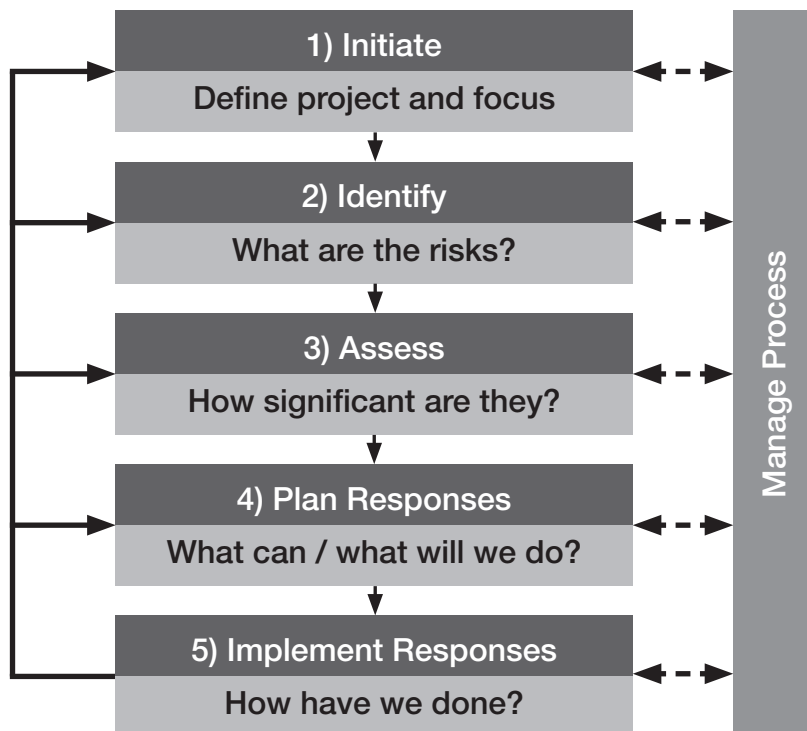 1) Initiate
Define project and focus
2) Identify
What are the risks?
3) Assess
How significant are they?
4) Plan Responses
What can / what will we do?
5) Implement Responses
How have we done?
Manage Process